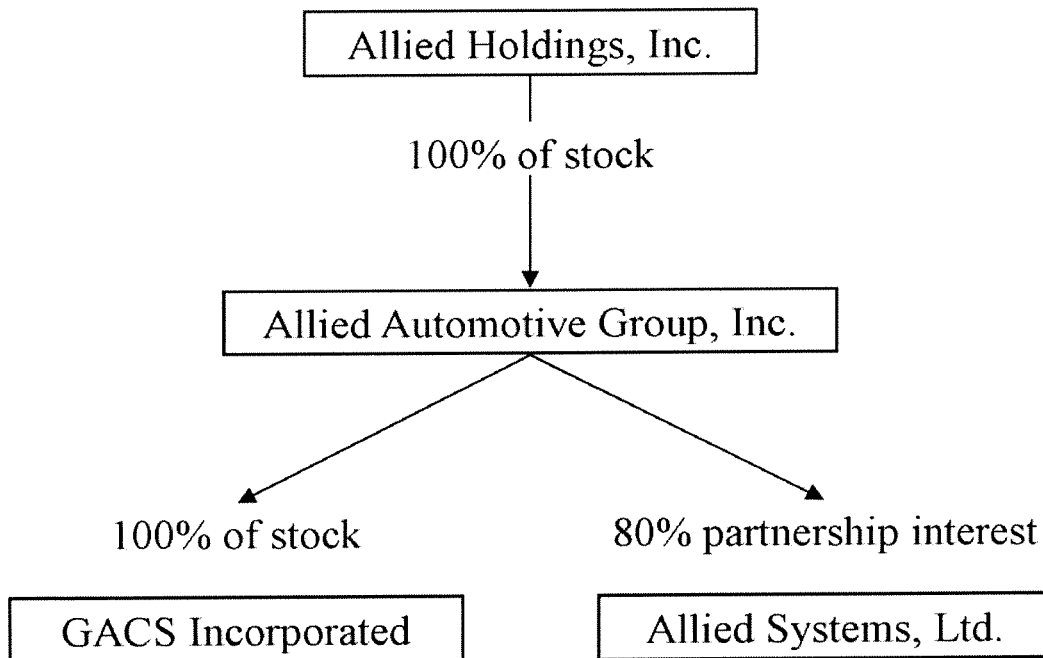 Allied Holdings, Inc.
100% of stock
Allied Automotive Group, Inc.
100% of stock
80% partnership interest
GACS Incorporated
Allied Systems, Ltd.